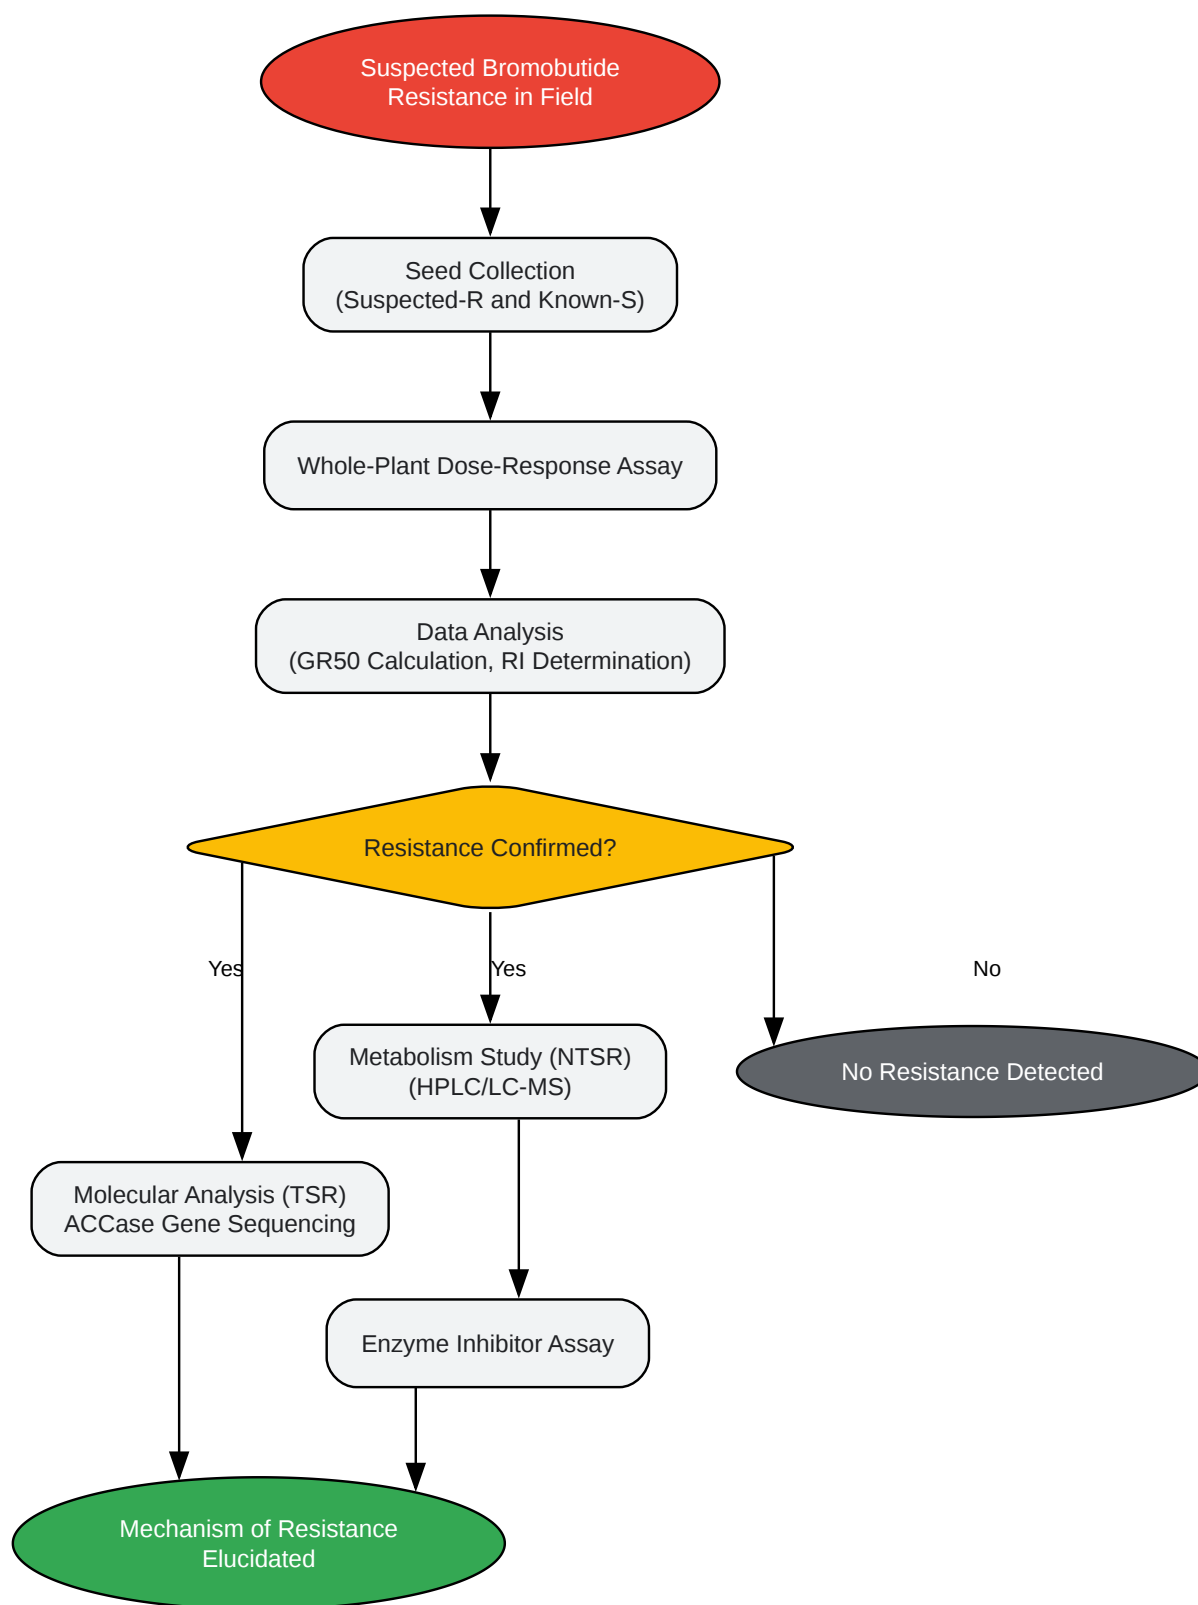 Suspected Bromobutide
Resistance in Field
Seed Collection
(Suspected-R and Known-S)
Whole-Plant Dose-Response Assay
Data Analysis
(GR50 Calculation, RI Determination)
Resistance Confirmed?
Yes
Yes
No
Metabolism Study (NTSR)
(HPLC/LC-MS)
No Resistance Detected
Molecular Analysis (TSR)
ACCase Gene Sequencing
Enzyme Inhibitor Assay
Mechanism of Resistance
Elucidated